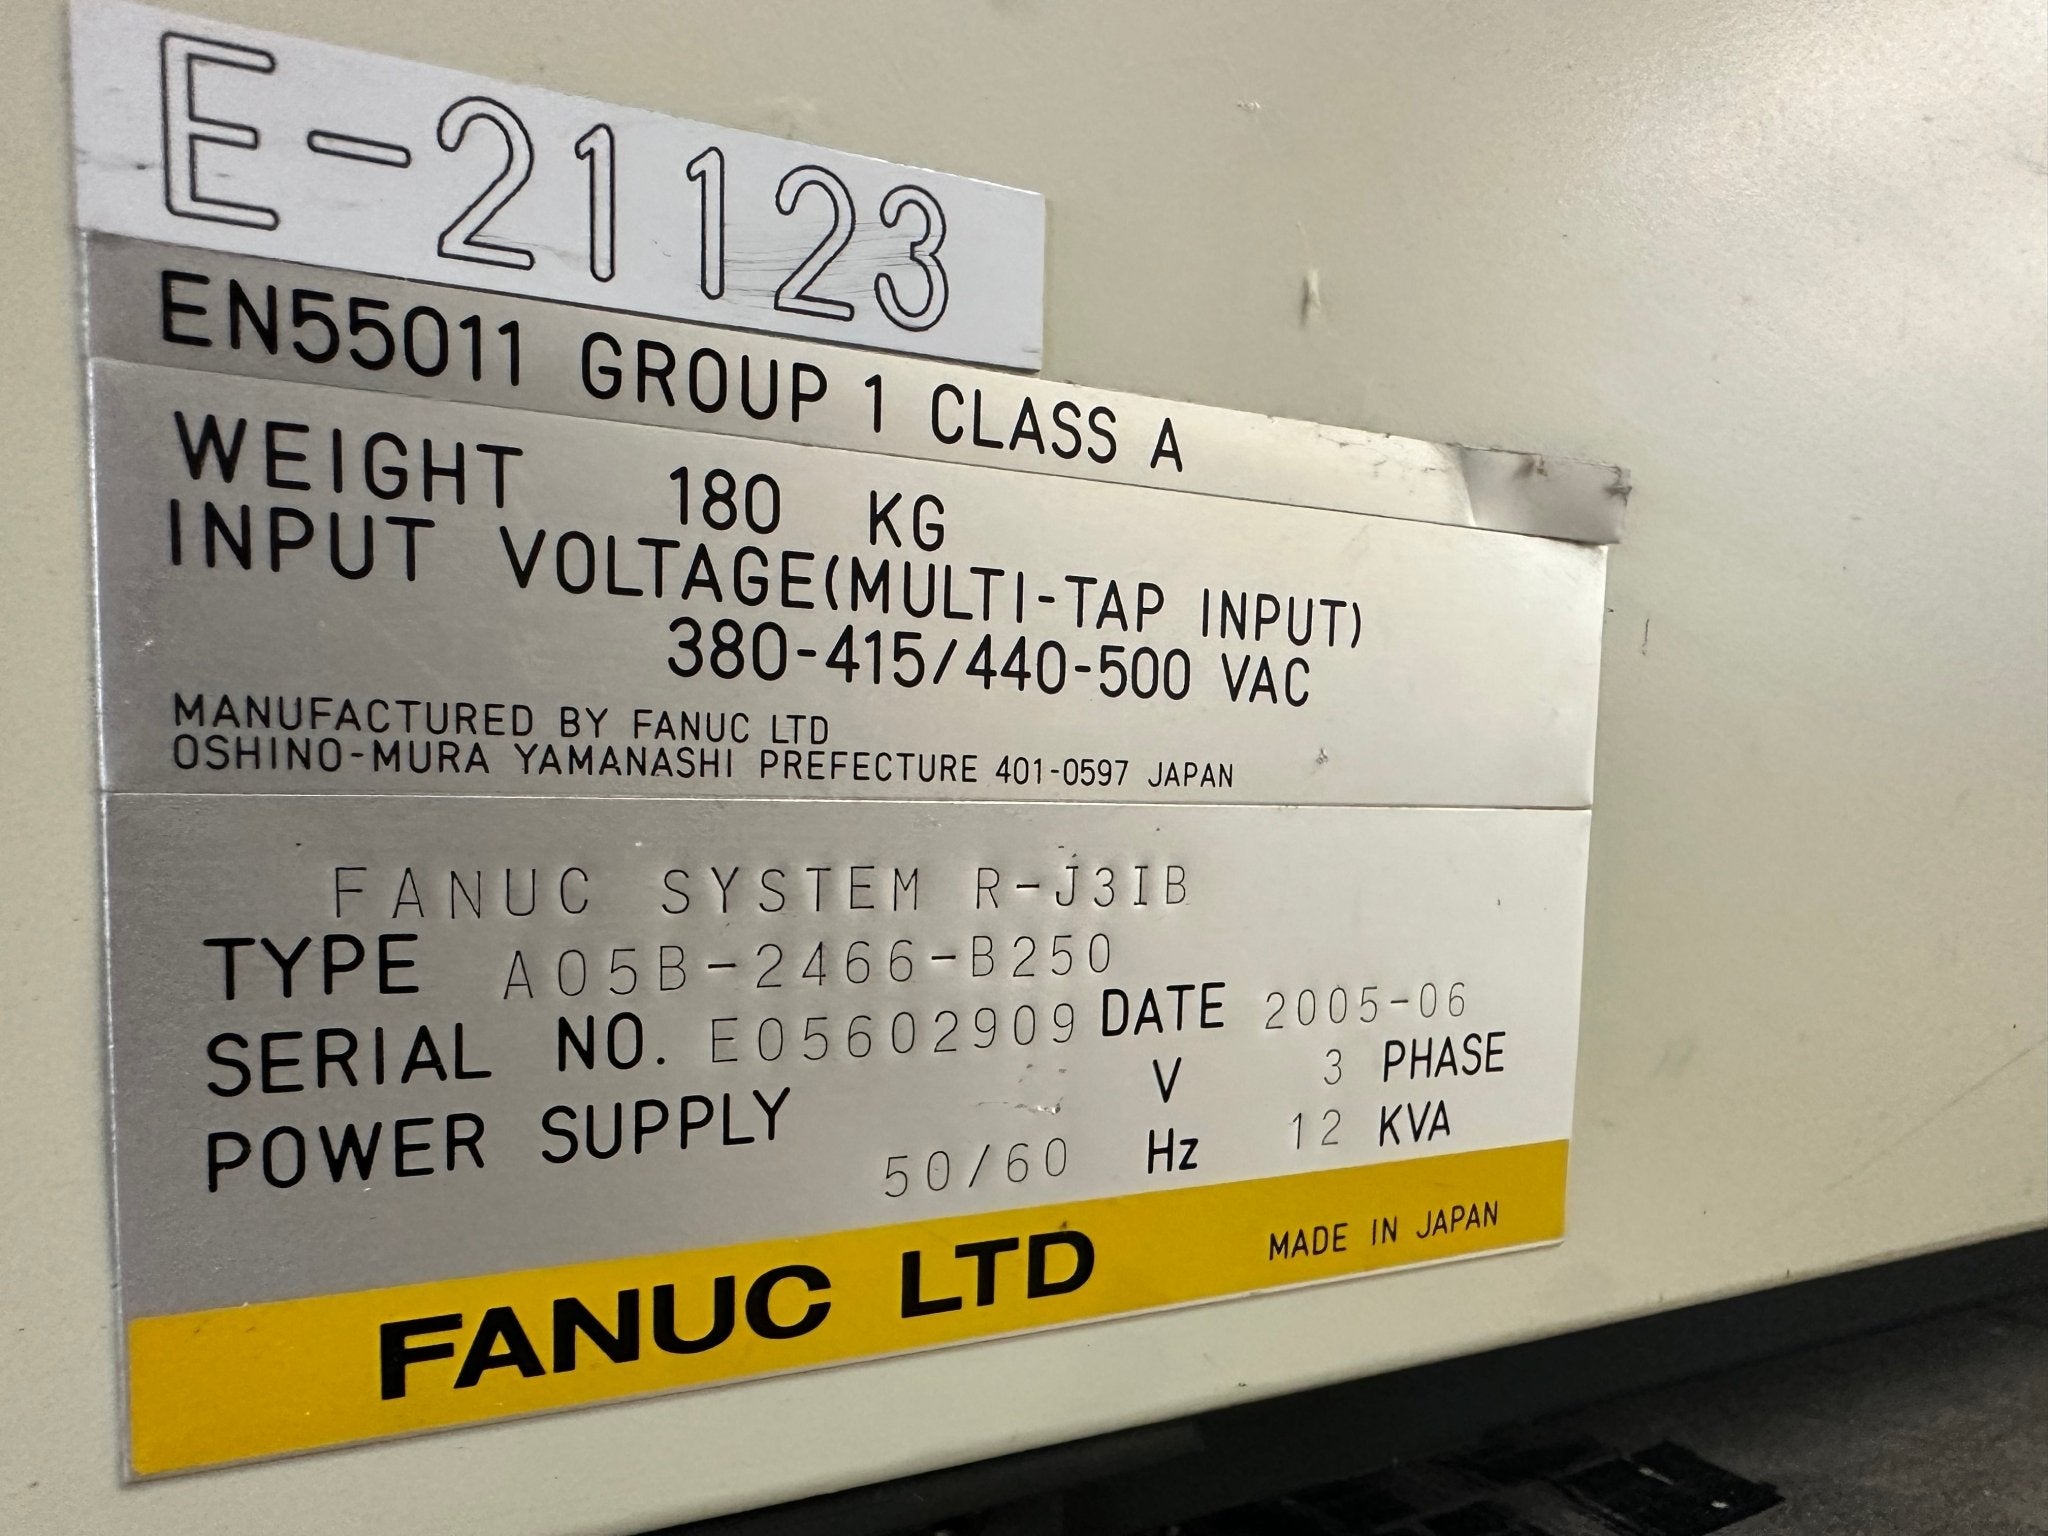 E-21123
EN55011 GROUP 1 CLASS A
WEIGHT 180 KG
INPUT VOLTAGE(MULTI-TAP INPUT)
380-415/440-500 VAC
MANUFACTURED BY FANUC LTD
OSHINO-MURA YAMANASHI PREFECTURE 401-0597 JAPAN
FANUC SYSTEM R-J3IB
TYPE A05B-2466-B250
SERIAL NO. E05602909 DATE 2005-06
POWER SUPPLY V 3 PHASE
50/60 Hz 12 KVA
FANUC LTD MADE IN JAPAN